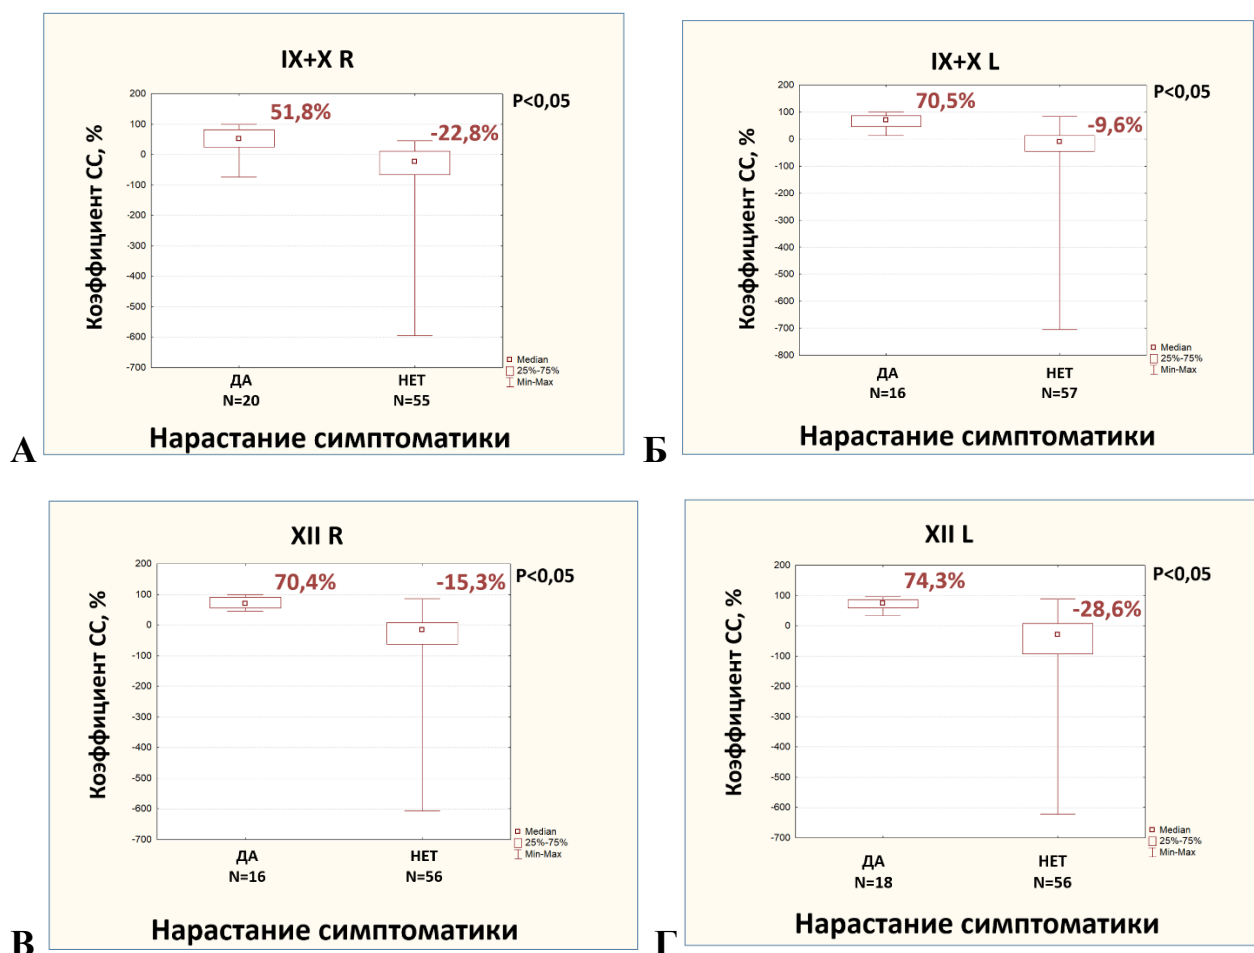 IX+X R
P<0,05
51,8%
-22,8%
Коэффициент СС, %
200
100
0
-100
-200
-300
-400
-500
-600
-700
ДА
НЕТ
N=20
N=55
Median
25%-75%
Min-Max
Нарастание симптоматики
А
IX+X L
P<0,05
70,5%
-9,6%
Коэффициент СС, %
200
100
0
-100
-200
-300
-400
-500
-600
-700
-800
ДА
НЕТ
N=16
N=57
Median
25%-75%
Min-Max
Нарастание симптоматики
Б
XII R
P<0,05
70,4%
-15,3%
Коэффициент СС, %
200
100
0
-100
-200
-300
-400
-500
-600
-700
ДА
НЕТ
N=16
N=56
Median
25%-75%
Min-Max
Нарастание симптоматики
В
XII L
P<0,05
74,3%
-28,6%
Коэффициент СС, %
200
100
0
-100
-200
-300
-400
-500
-600
-700
ДА
НЕТ
N=18
N=56
Median
25%-75%
Min-Max
Нарастание симптоматики
Г